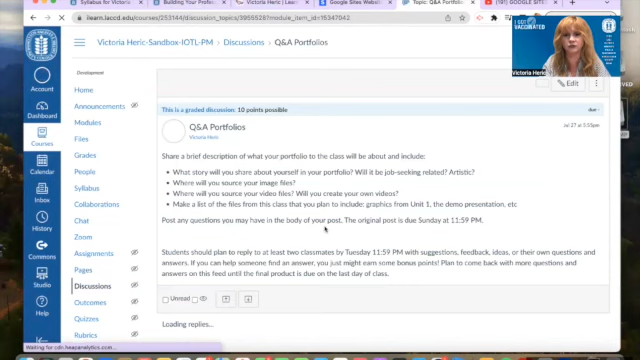 Syllabus for Victoria
Building Your Profession
Victoria Heric | Lea
Google Sites Websit
Topic: Q&A Portfolios
(191) GOOGLE SITE
ilearn.laccd.edu/courses/253144/discussion_topics/3955528?module_item_id=15347042
I GOT
VACCINATED
Victoria Heric
Victoria-Heric-Sandbox-IOTL-PM > Discussions > Q&A Portfolios
Account
Dashboard
Courses
Calendar
Inbox
History
Commons
Studio
Help
Development
Home
Announcements
Modules
Files
Grades
People
Syllabus
Collaborations
Chat
Zoom
Assignments
Pages
Discussions
Outcomes
Quizzes
Rubrics
Edit
This is a graded discussion: 10 points possible
due -
Q&A Portfolios
Jul 27 at 5:55pm
Victoria Heric
Share a brief description of what your portfolio to the class will be about and include:
• What story will you share about yourself in your portfolio? Will it be job-seeking related? Artistic?
• Where will you source your image files?
• Where will you source your video files? Will you create your own videos?
• Make a list of the files from this class that you plan to include: graphics from Unit 1, the demo presentation, etc
Post any questions you may have in the body of your post. The original post is due Sunday at 11:59 PM.
Students should plan to reply to at least two classmates by Tuesday 11:59 PM with suggestions, feedback, ideas, or their own questions and
answers. If you can help someone find an answer, you just might earn some bonus points! Plan to come back with more questions and
answers on this feed until the final product is due on the last day of class.
Unread
Loading replies...
Waiting for cdn.heapanalytics.com...